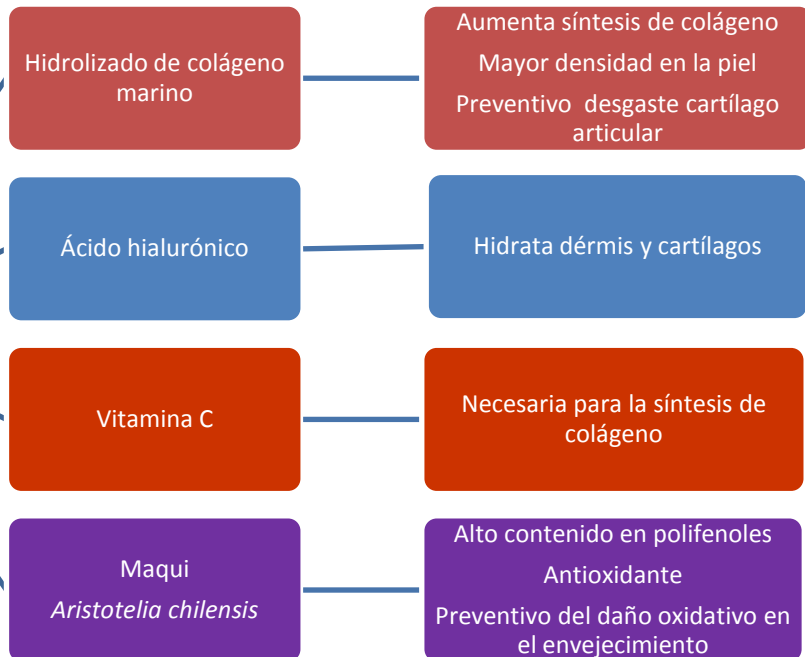 Hidrolizado de colágeno
marino
Aumenta síntesis de colágeno
Mayor densidad en la piel
Preventivo desgaste cartílago
articular
Ácido hialurónico
Hidrata dérmis y cartílagos
Vitamina C
Necesaria para la síntesis de
colágeno
Maqui
Aristotelia chilensis
Alto contenido en polifenoles
Antioxidante
Preventivo del daño oxidativo en
el envejecimiento